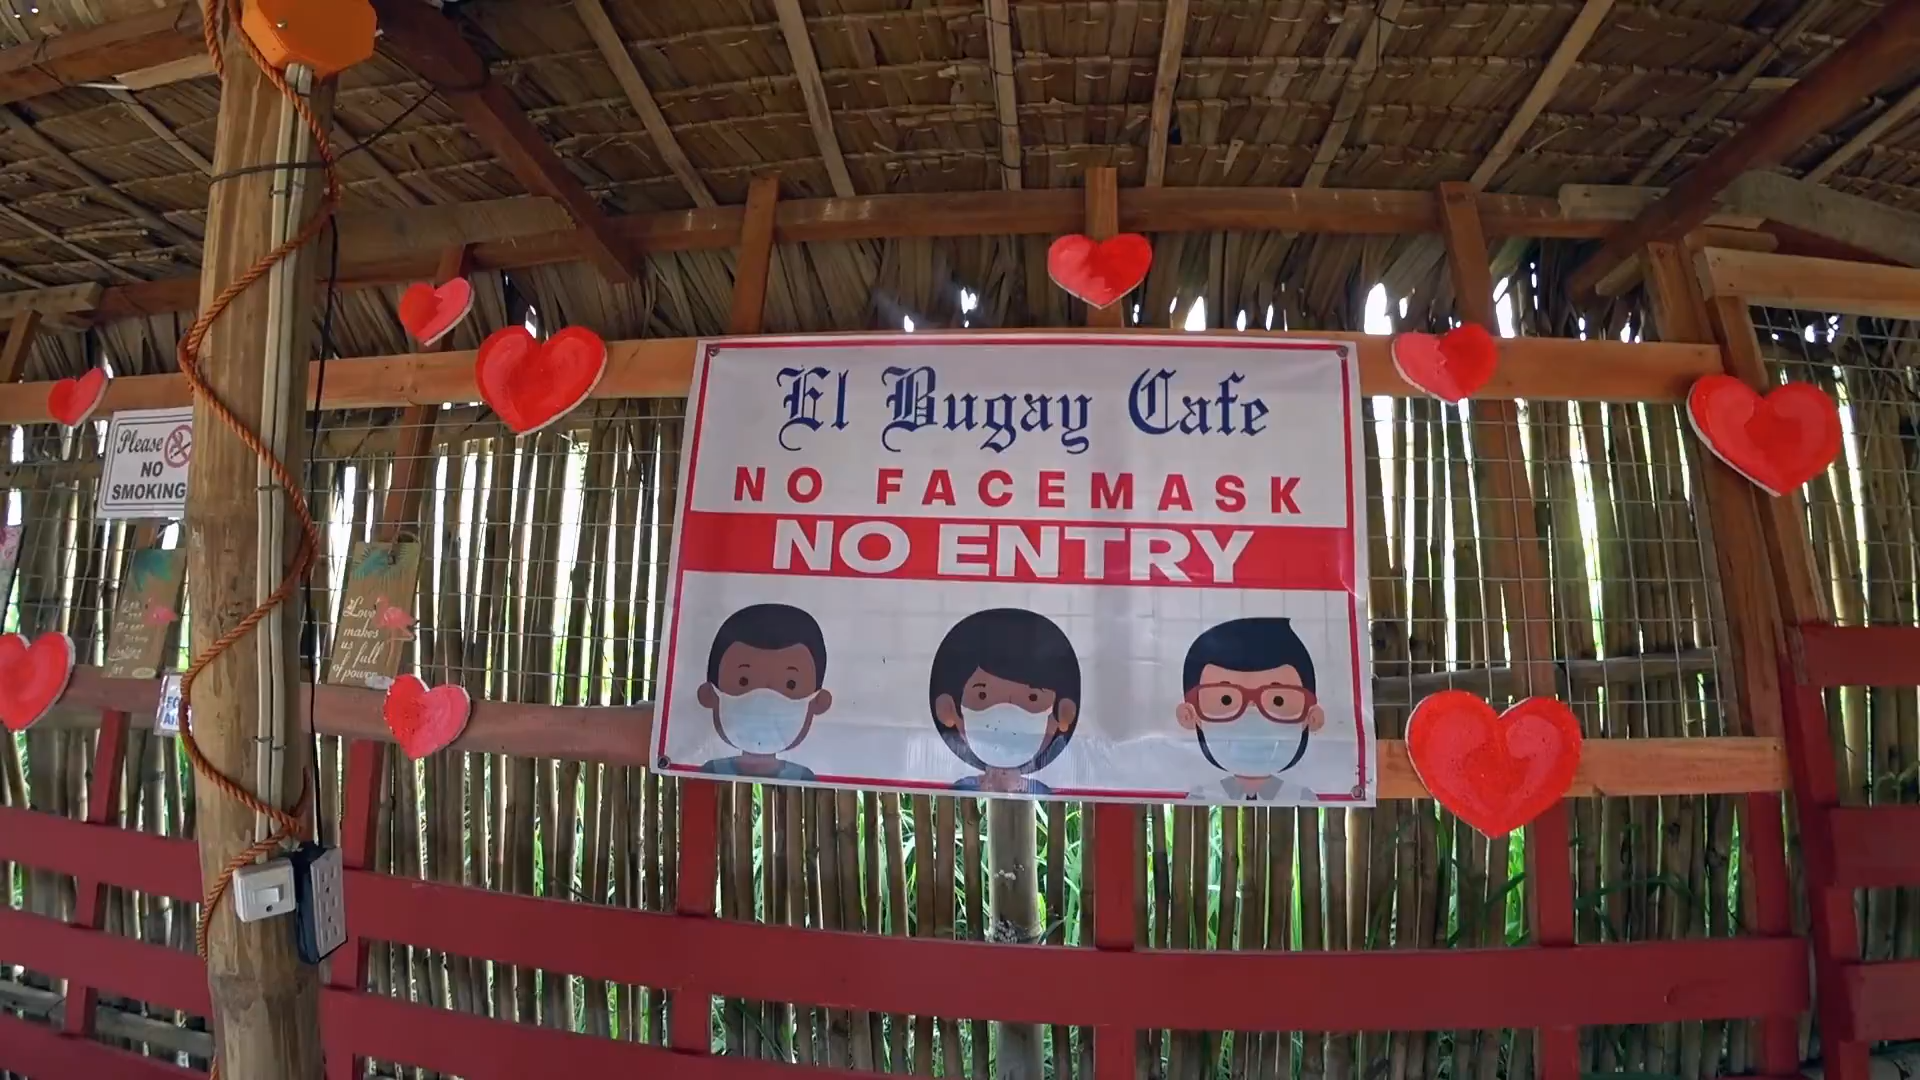 El Bugay Cafe
NO FACEMASK
NO ENTRY
Please
NO
SMOKING
Love
makes
us
full
of power